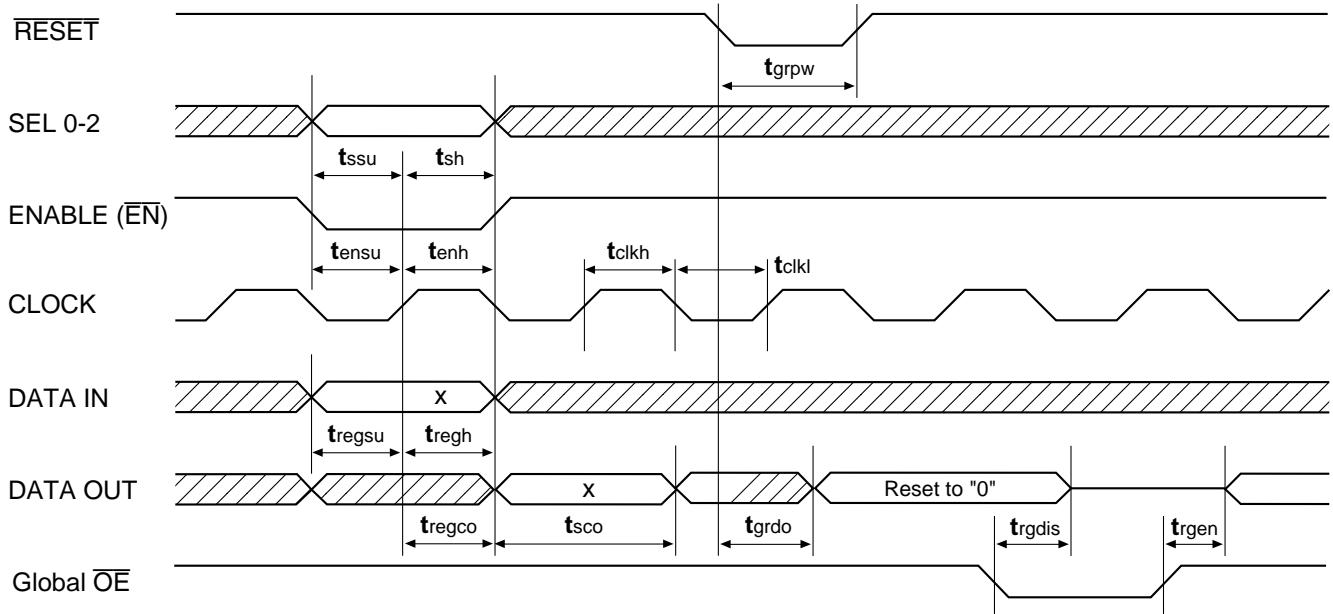 RESET
tgrpw
SEL 0-2
tssu
tsh
ENABLE (EN)
tensu
tenh
tclkh
tclkl
CLOCK
DATA IN
x
tregsu
tregh
DATA OUT
x
Reset to "0"
tregco
tsco
tgrdo
trgdis
trgen
Global OE